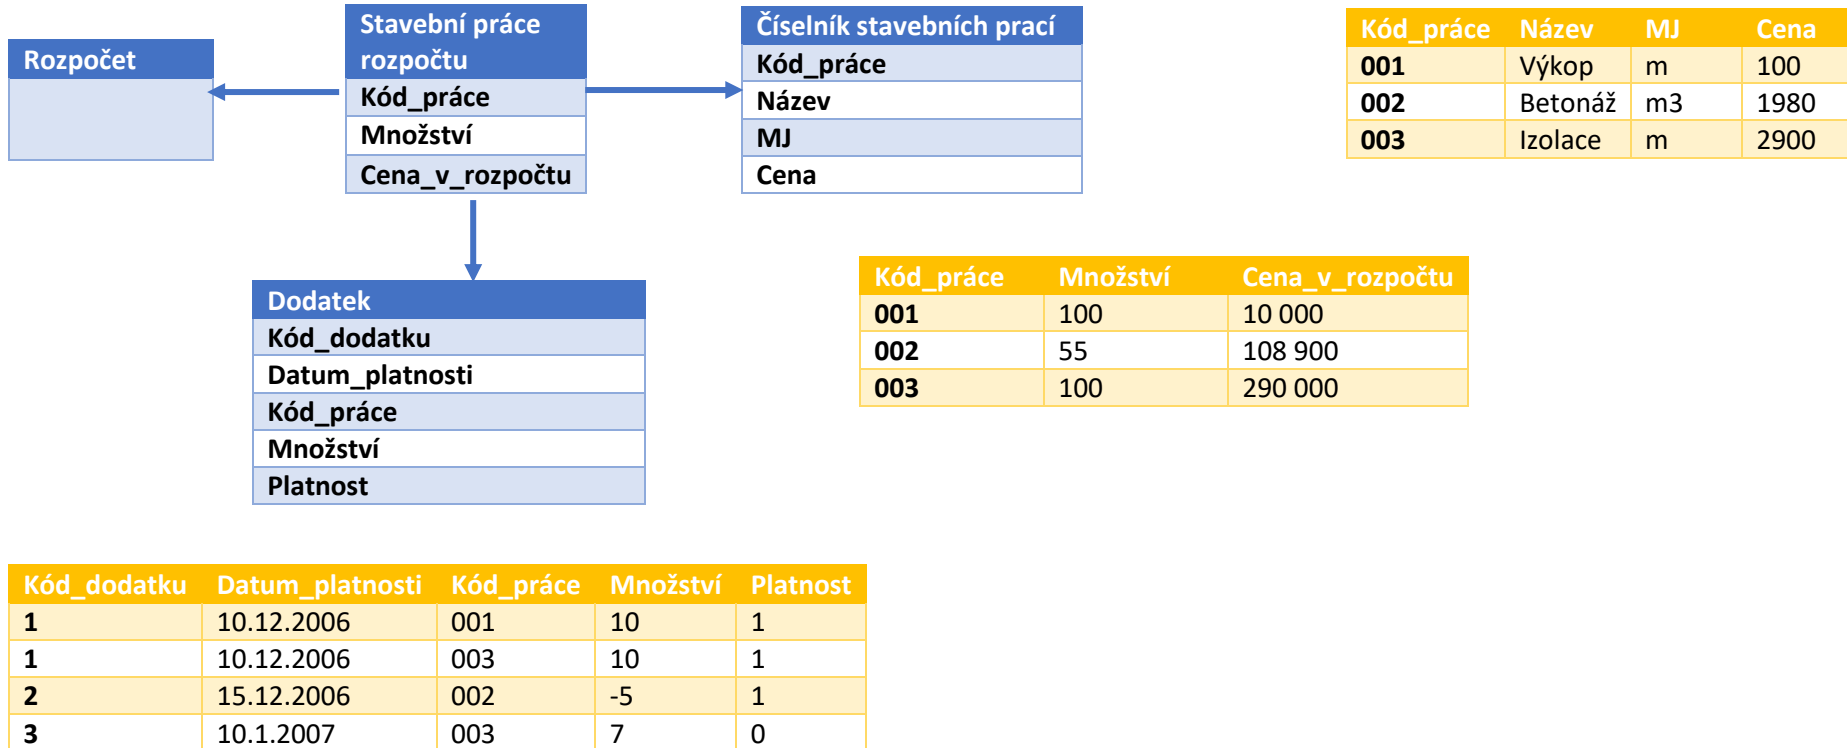 Rozpočet
Stavební práce
rozpočtu
Kód_práce
Množství
Cena_v_rozpočtu
Číselník stavebních prací
Kód_práce
Název
MJ
Cena
Kód_práce Název MJ Cena
001 Výkop m 100
002 Betonáž m3 1980
003 Izolace m 2900
Dodatek
Kód_dodatku
Datum_platnosti
Kód_práce
Množství
Platnost
Kód_práce Množství Cena_v_rozpočtu
001 100 10 000
002 55 108 900
003 100 290 000
Kód_dodatku Datum_platnosti Kód_práce Množství Platnost
1 10.12.2006 001 10 1
1 10.12.2006 003 10 1
2 15.12.2006 002 -5 1
3 10.1.2007 003 7 0